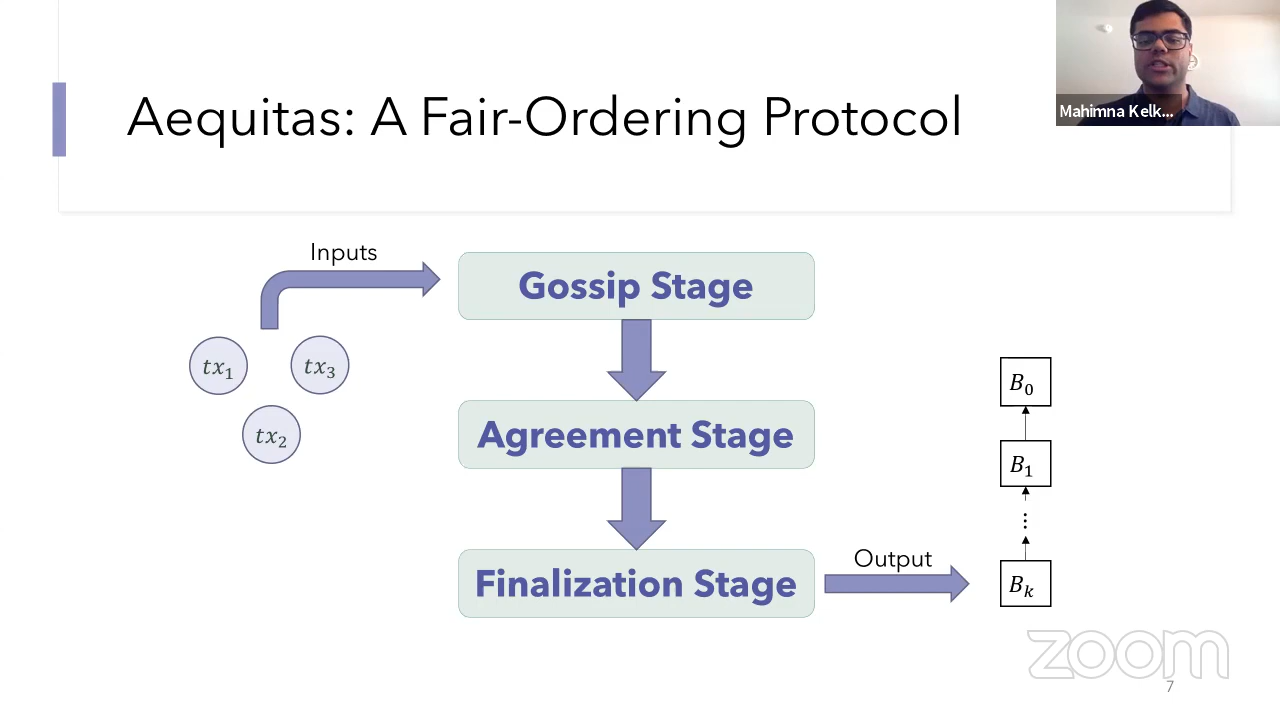 Aequitas: A Fair-Ordering Protocol
Mahimna Kelk...
Inputs
Gossip Stage
tx₁
tx₃
tx₂
Agreement Stage
B₀
B₁
⋮
Finalization Stage
Output
Bₖ
zoom
7